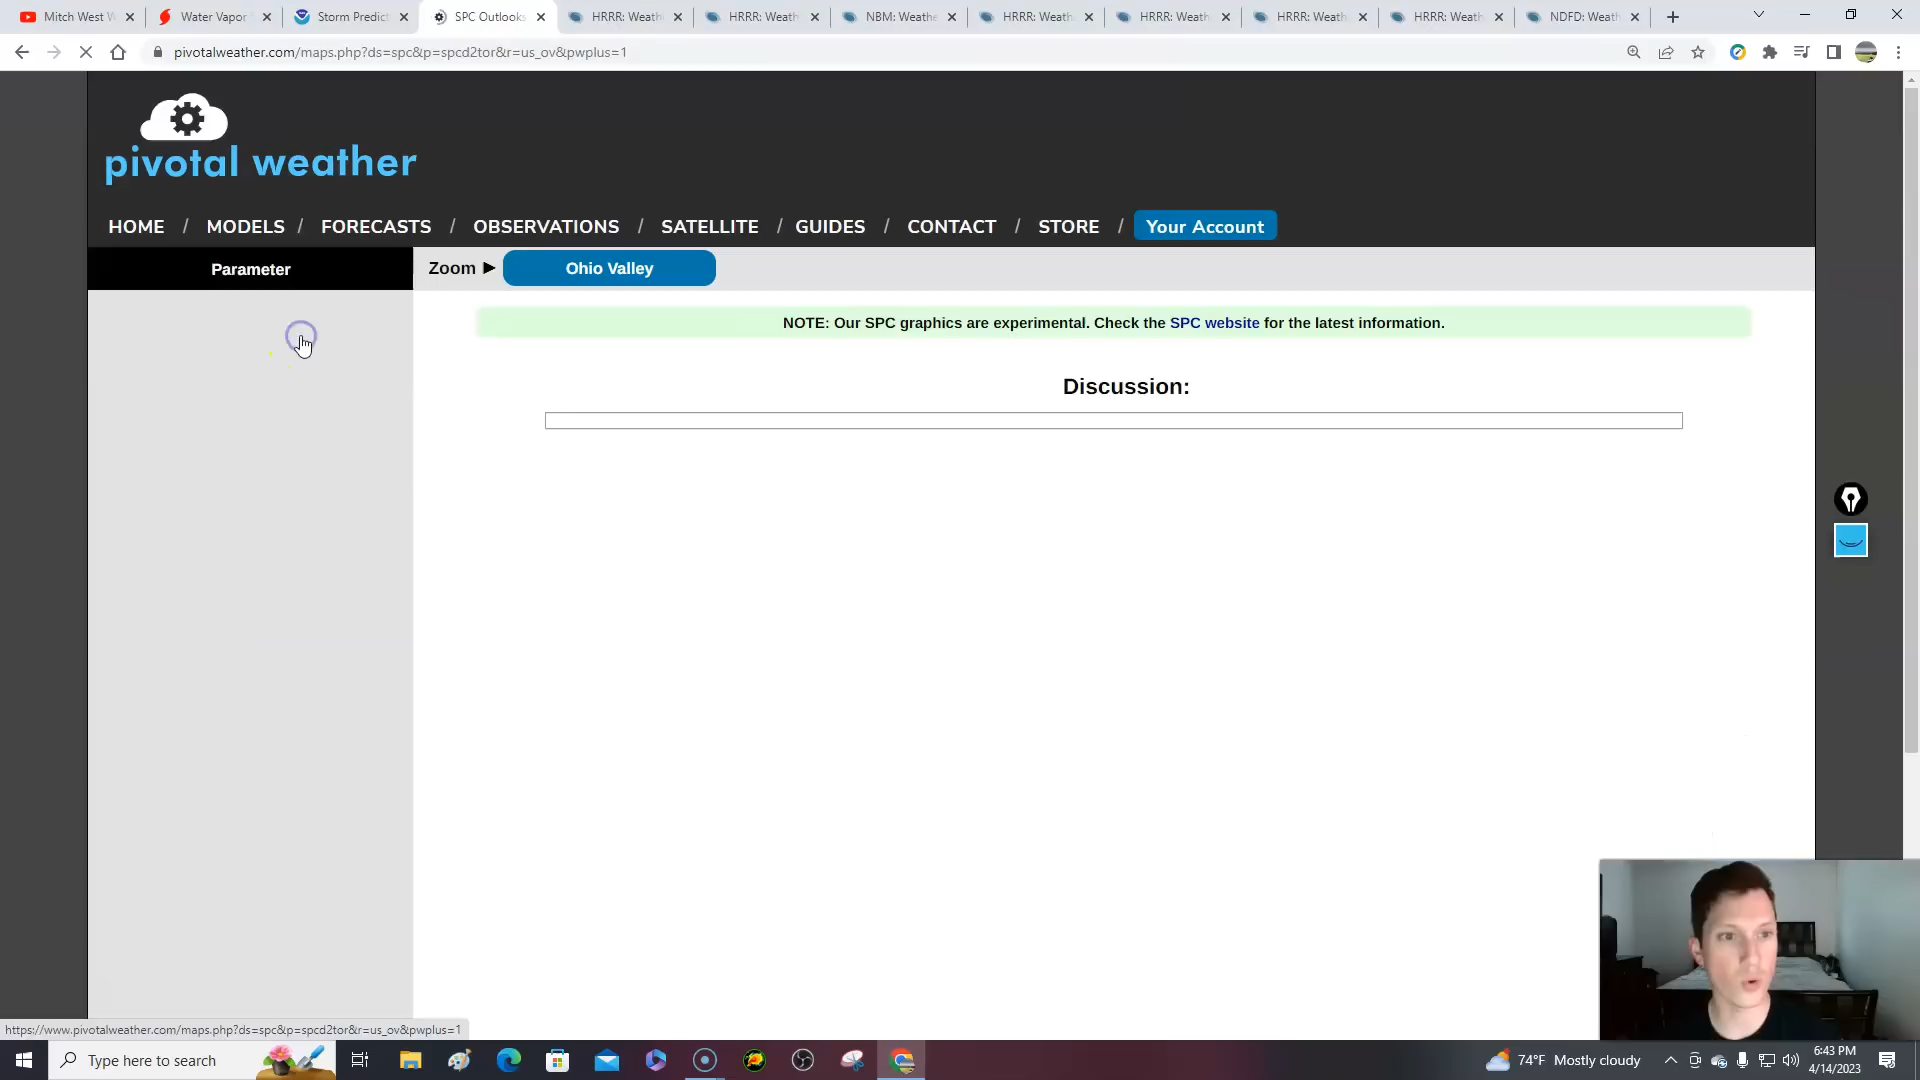 Mitch West W
Water Vapor
Storm Predict
SPC Outlooks
HRRR: Weath
HRRR: Weath
NBM: Weathe
HRRR: Weath
HRRR: Weath
HRRR: Weath
HRRR: Weath
NDFD: Weath
pivotalweather.com/maps.php?ds=spc&p=spcd2tor&r=us_ov&pwplus=1
pivotal weather
HOME / MODELS / FORECASTS / OBSERVATIONS / SATELLITE / GUIDES / CONTACT / STORE / Your Account
Parameter
Zoom ► Ohio Valley
NOTE: Our SPC graphics are experimental. Check the SPC website for the latest information.
Discussion:
https://www.pivotalweather.com/maps.php?ds=spc&p=spcd2tor&r=us_ov&pwplus=1
Type here to search
74°F Mostly cloudy
6:43 PM
4/14/2023